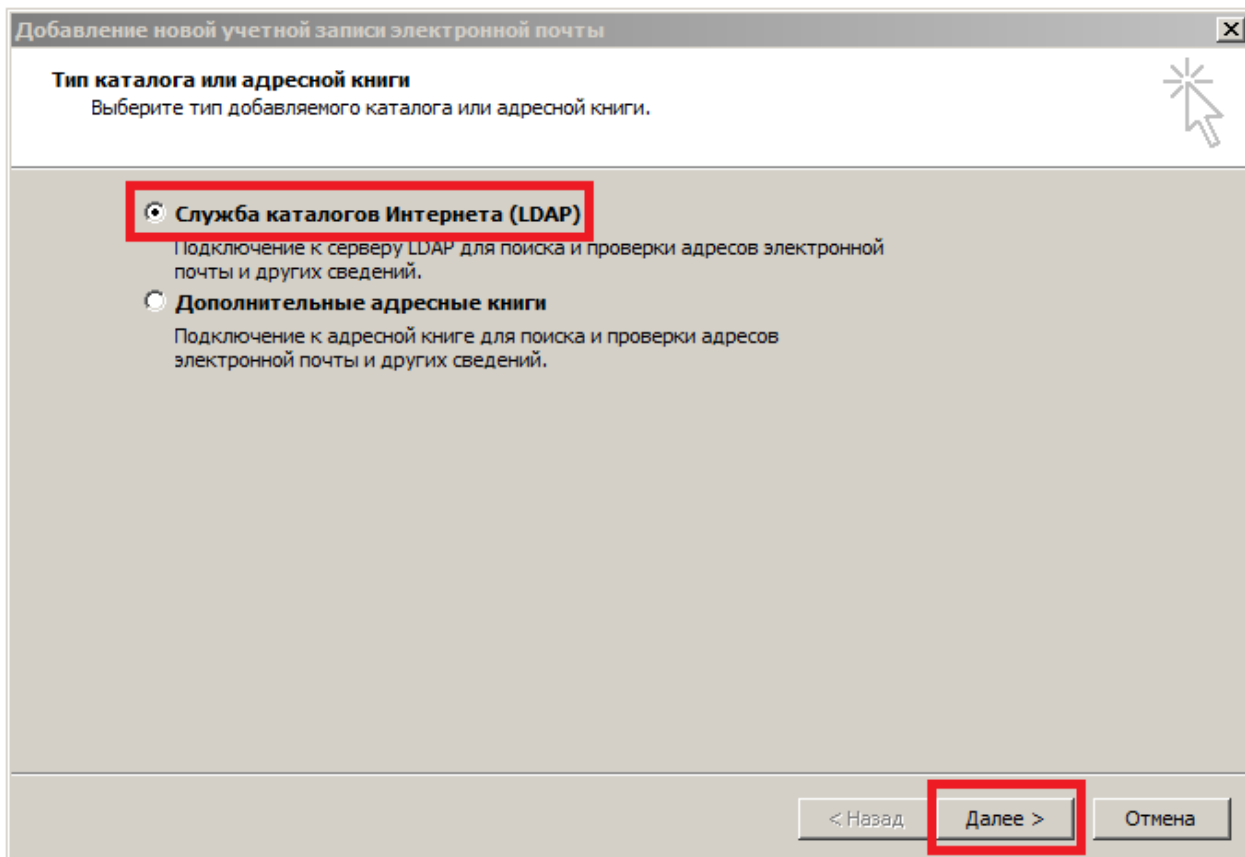 Добавление новой учетной записи электронной почты
Тип каталога или адресной книги
Выберите тип добавляемого каталога или адресной книги.
Служба каталогов Интернета (LDAP)
Подключение к серверу LDAP для поиска и проверки адресов электронной
почты и других сведений.
Дополнительные адресные книги
Подключение к адресной книге для поиска и проверки адресов
электронной почты и других сведений.
< Назад
Далее >
Отмена